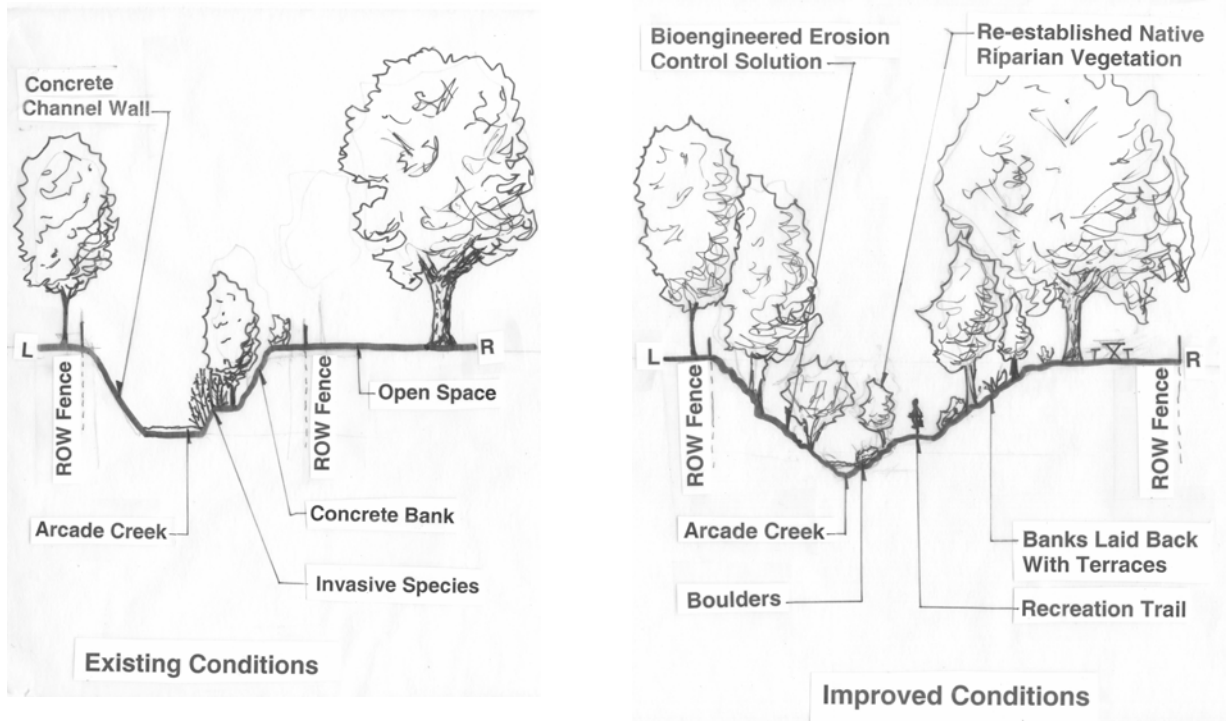 Concrete
Channel Wall
L
R
ROW Fence
ROW Fence
Open Space
Arcade Creek
Concrete Bank
Invasive Species
Existing Conditions
Bioengineered Erosion
Control Solution
Re-established Native
Riparian Vegetation
L
R
ROW Fence
ROW Fence
Arcade Creek
Banks Laid Back
With Terraces
Boulders
Recreation Trail
Improved Conditions